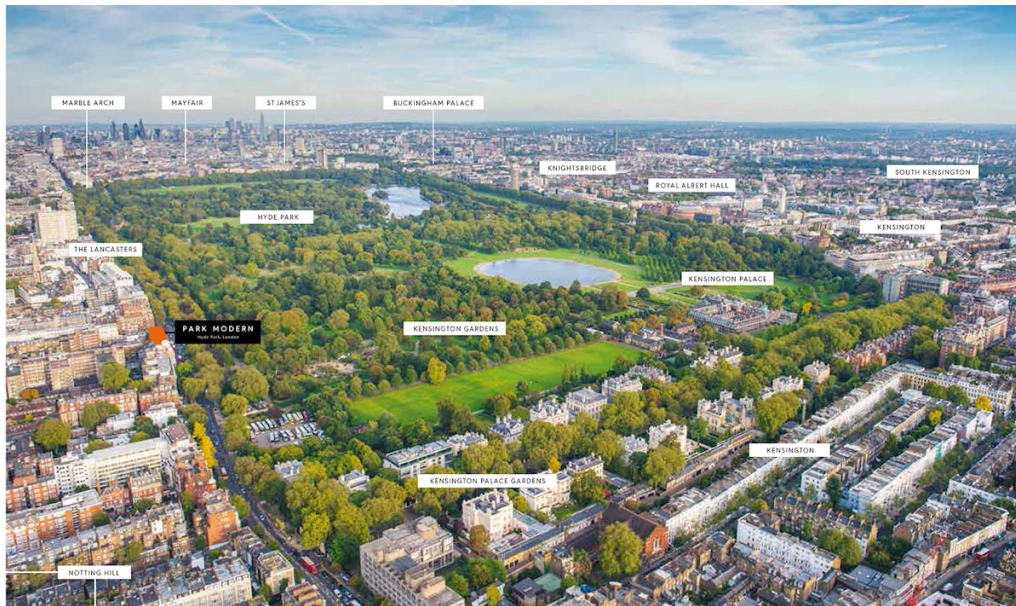 MARBLE ARCH
MAYFAIR
ST JAMES'S
BUCKINGHAM PALACE
KNIGHTSBRIDGE
SOUTH KENSINGTON
ROYAL ALBERT HALL
HYDE PARK
KENSINGTON
THE LANCASTERS
KENSINGTON PALACE
PARK MODERN
Hyde Park, London
KENSINGTON GARDENS
KENSINGTON
KENSINGTON PALACE GARDENS
NOTTING HILL